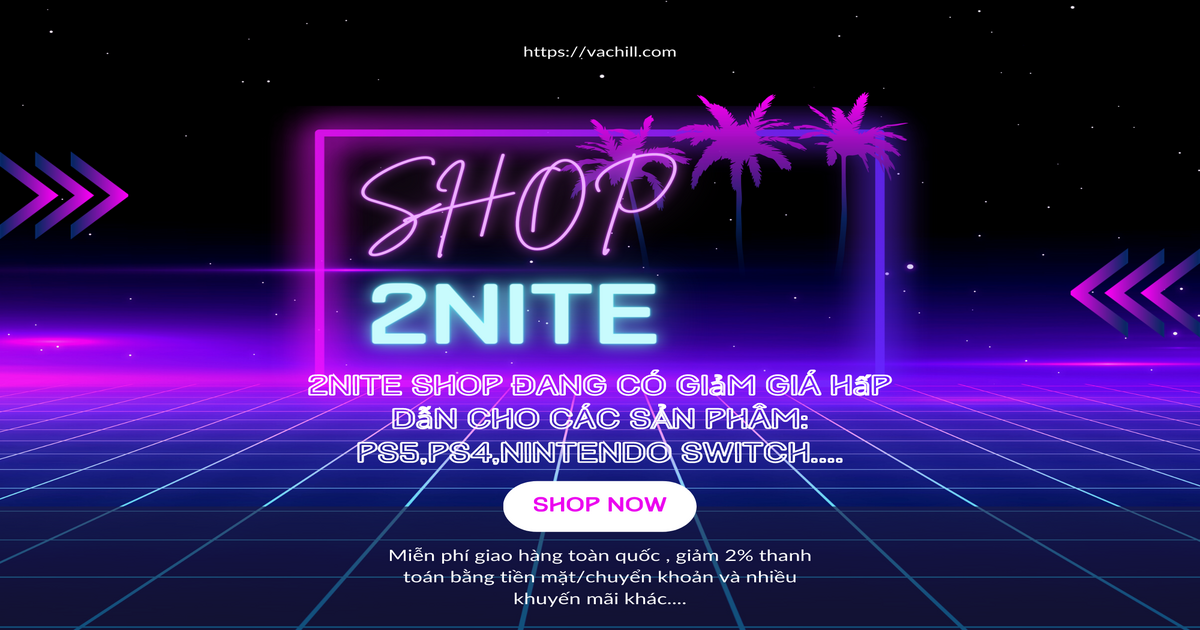 https://vachill.com
SHOP
2NITE
2NITE SHOP ĐANG CÓ GIảM GIÁ HấP
DẫN CHO CÁC SẢN PHẨM:
PS5,PS4,NINTENDO SWITCH....
SHOP NOW
Miễn phí giao hàng toàn quốc , giảm 2% thanh
toán bằng tiền mặt/chuyển khoản và nhiều
khuyến mãi khác....